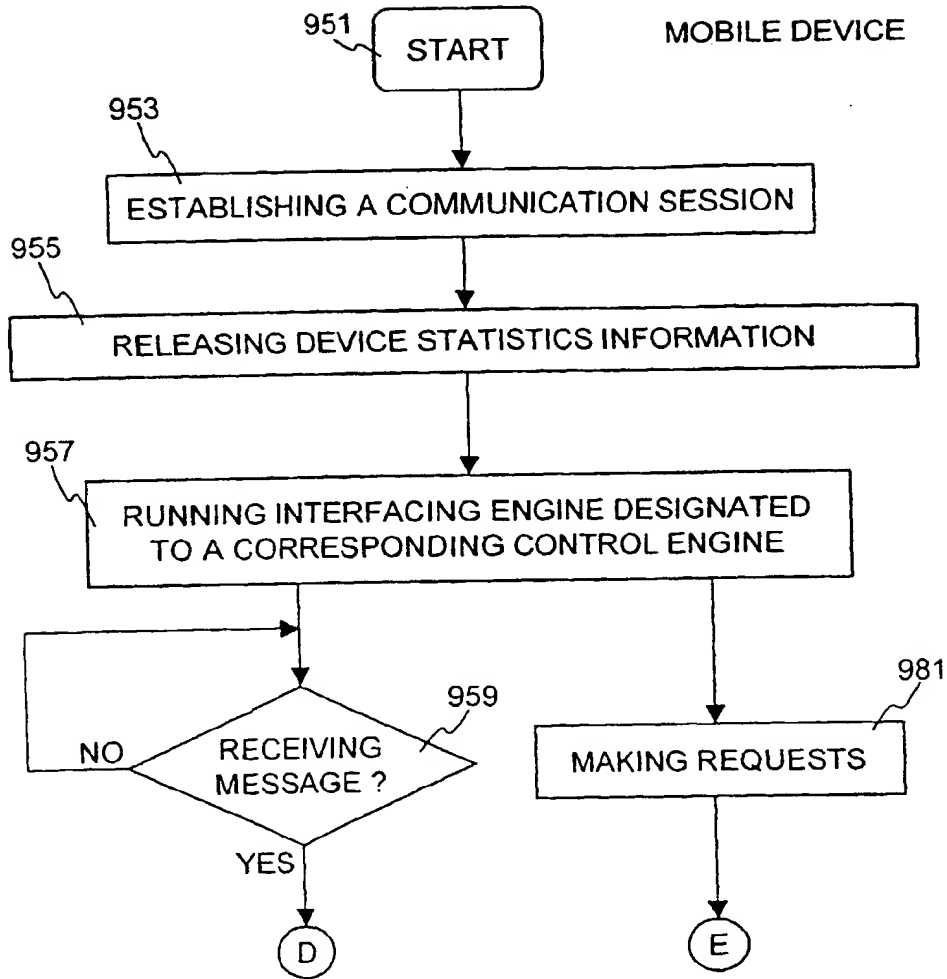 951
START
MOBILE DEVICE
953
ESTABLISHING A COMMUNICATION SESSION
955
RELEASING DEVICE STATISTICS INFORMATION
957
RUNNING INTERFACING ENGINE DESIGNATED
TO A CORRESPONDING CONTROL ENGINE
959
981
NO
RECEIVING
MESSAGE ?
MAKING REQUESTS
YES
D
E